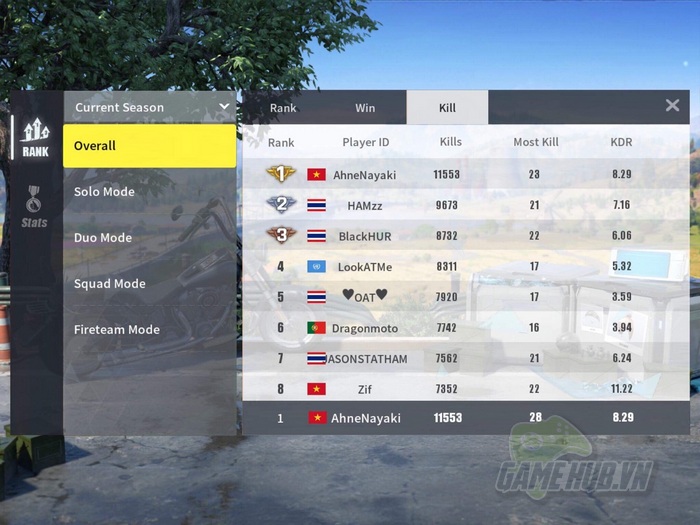 Current Season
Rank Win Kill
RANK
Overall
Rank Player ID Kills Most Kill KDR
1 AhneNayaki 11553 23 8.29
Solo Mode
Stats
2 HAMzz 9673 21 7.16
Duo Mode
3 BlackHUR 8732 22 6.06
4 LookATMe 8311 17 5.32
Squad Mode
5 ♥OAT♥ 7920 17 3.59
Fireteam Mode
6 Dragonmoto 7742 16 3.94
7 JASONSTATHAM 7562 21 6.24
8 Zif 7352 22 11.22
1 AhneNayaki 11553 28 8.29
GAMEHUB.VN